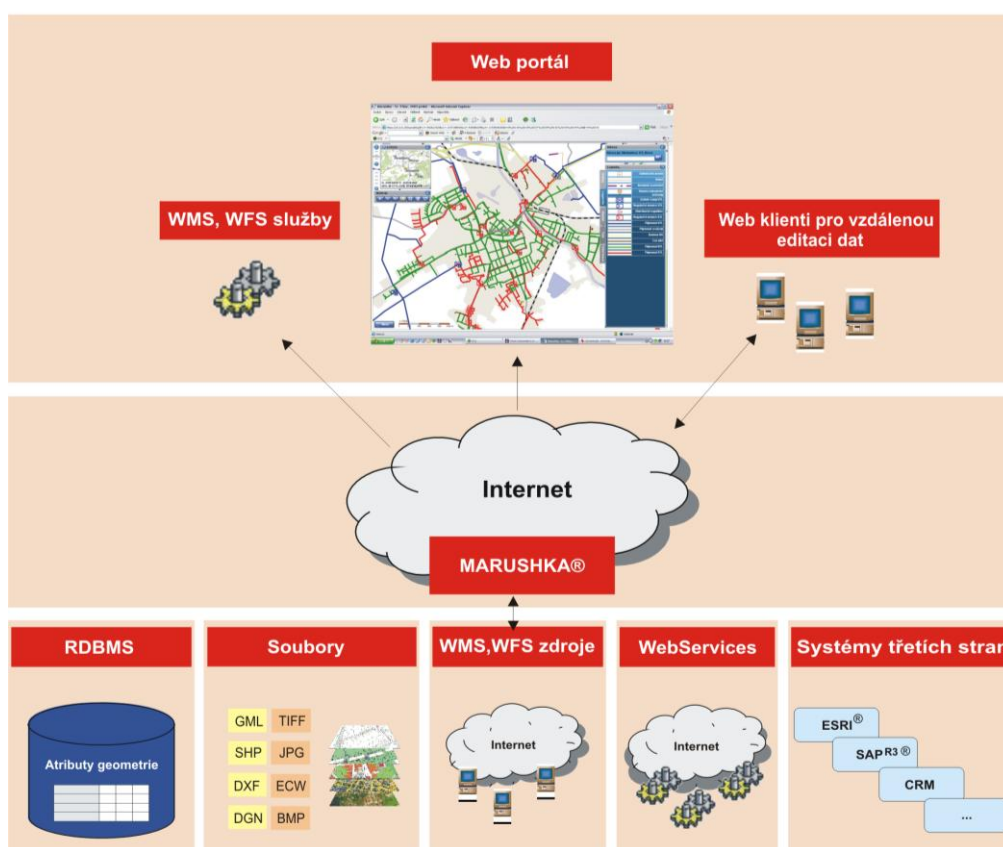 Web portál
WMS, WFS služby
Web klienti pro vzdálenou
editaci dat
Internet
MARUSHKA®
RDBMS
Atributy geometrie
Soubory
GML TIFF
SHP JPG
DXF ECW
DGN BMP
WMS,WFS zdroje
Internet
WebServices
Internet
Systémy třetích stran
ESRI®
SAP R3 ®
CRM
...